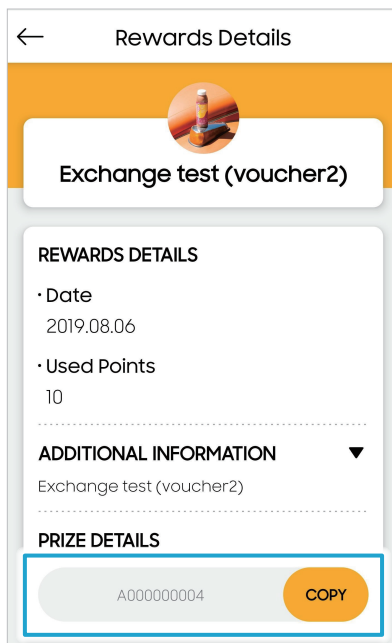 Rewards Details
Exchange test (voucher2)
REWARDS DETAILS
· Date
2019.08.06
· Used Points
10
ADDITIONAL INFORMATION ▼
Exchange test (voucher2)
PRIZE DETAILS
A000000004 COPY